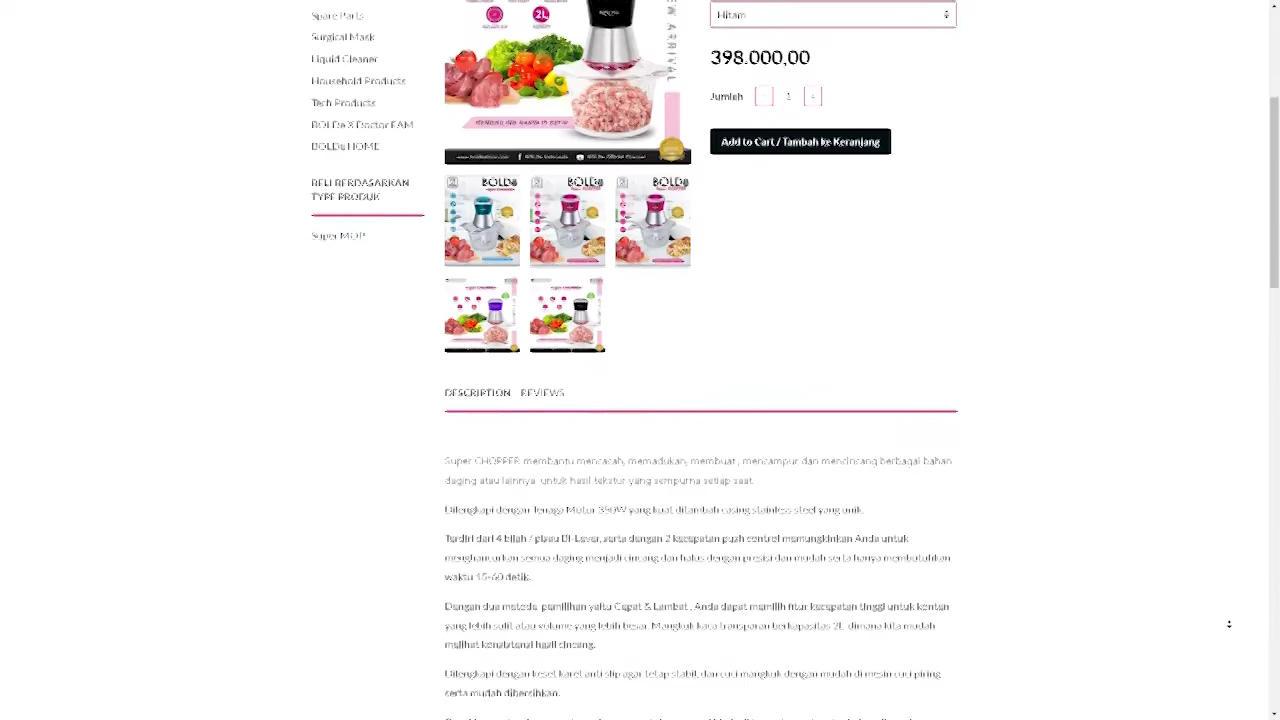 Spare Parts
Surgical Mask
Liquid Cleaner
Household Products
Tech Products
BOLDe X Doctor EAM
BOLDe HOME
BELI BERDASARKAN
TYPE PRODUK
Super MOP
2L
BOLDe
BOLDe
BOLDe
Hitam
398.000,00
Jumlah 1 +
Add to Cart / Tambah ke Keranjang
DESCRIPTION REVIEWS
Super CHOPPER membantu mencacah, memadukan, membuat , mencampur dan mencincang berbagai bahan
daging atau lainnya untuk hasil tekstur yang sempurna setiap saat.
Dilengkapi dengan Tenaga Motor 350W yang kuat ditambah casing stainless steel yang unik.
Terdiri dari 4 bilah / pisau Bi-Level, serta dengan 2 kecepatan push control memungkinkan Anda untuk
menghancurkan semua daging menjadi cincang dan halus dengan presisi dan mudah serta hanya membutuhkan
waktu 15-60 detik.
Dengan dua metode pemilihan yaitu Cepat & Lambat , Anda dapat memilih fitur kecepatan tinggi untuk konten
yang lebih sulit atau volume yang lebih besar. Mangkuk kaca transparan berkapasitas 2L dimana kita mudah
melihat konsistensi hasil cincang.
Dilengkapi dengan keset karet anti slip agar tetap stabil, dan cuci mangkuk dengan mudah di mesin cuci piring
serta mudah dibersihkan.